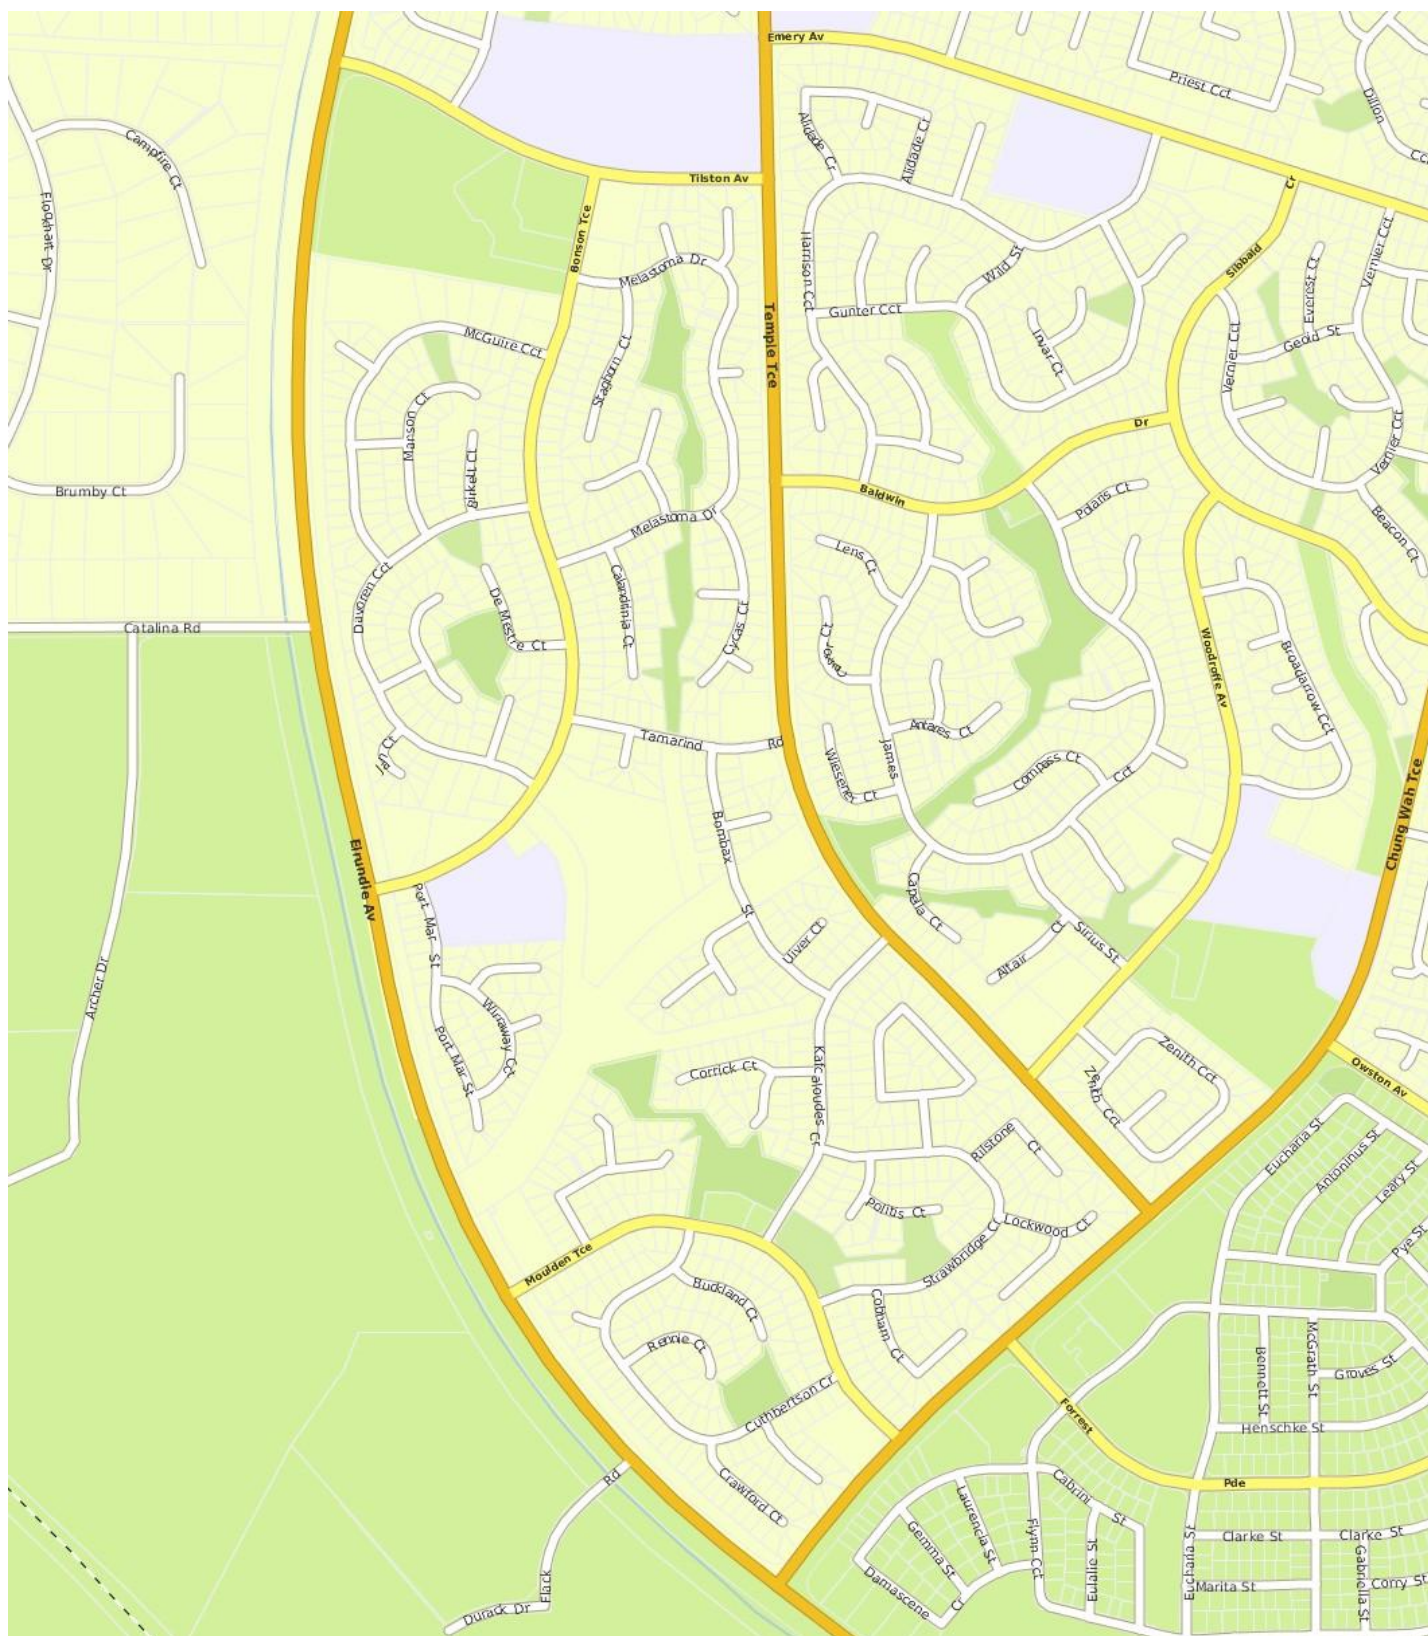 Emery Av
Priest Cct
Dillon
Cct
Alidade Cr
Alidade Cr
Campfire Ct
Tilston Av
Cr
Flockhart Dr
Bonson Tce
Melastoma Dr
Harrison Cct
Wild St
Sibbald
Everest Ct
Vernier Cct
Gunter Cct
Temple Tce
McGuire Cct
Staghorn Ct
Invar Ct
Vernier Cct
Geoid St
Manson Ct
Dr
Vernier Cct
Birkett Ct
Brumby Ct
Baldwin
Polaris Ct
Melastoma Dr
Beacon Ct
Lens Ct
Davoren Cct
De Mestre Ct
Calandrinia Ct
Cycas Ct
Catalina Rd
Woodroffe Av
Broadarrow Cct
Tamarind
Rd
Antares Ct
James
Wiesener Ct
Compass Ct
Cct
Chung Wah Tce
Bombax
St
Elrundie Av
Port Mar St
Capella Ct
Uiver Ct
Sirius St
Altair
Ct
Archer Dr
Wirraway Cct
Port Mar St
Corrick Ct
Kafcaloudes Cr
Zenith Cct
Zenith Cct
Owston Av
Rilstone
Ct
Eucharia St
Antoninus St
Leary St
Politis Ct
Lockwood Ct
Pye St
Moulden Tce
Strawbridge Cr
Buckland Ct
Cobham Ct
Rennie Ct
Bennett St
McGrath St
Groves St
Cuthbertson Cr
Forrest
Henschke St
Rd
Crawford Ct
Pde
Cabrini
St
Laurencia St
Gemma St
Flynn Cct
Eulalie St
Eucharia St
Clarke St
Clarke St
Gabriella St
Damascene
Cr
Marita St
Corry St
Flack
Durack Dr